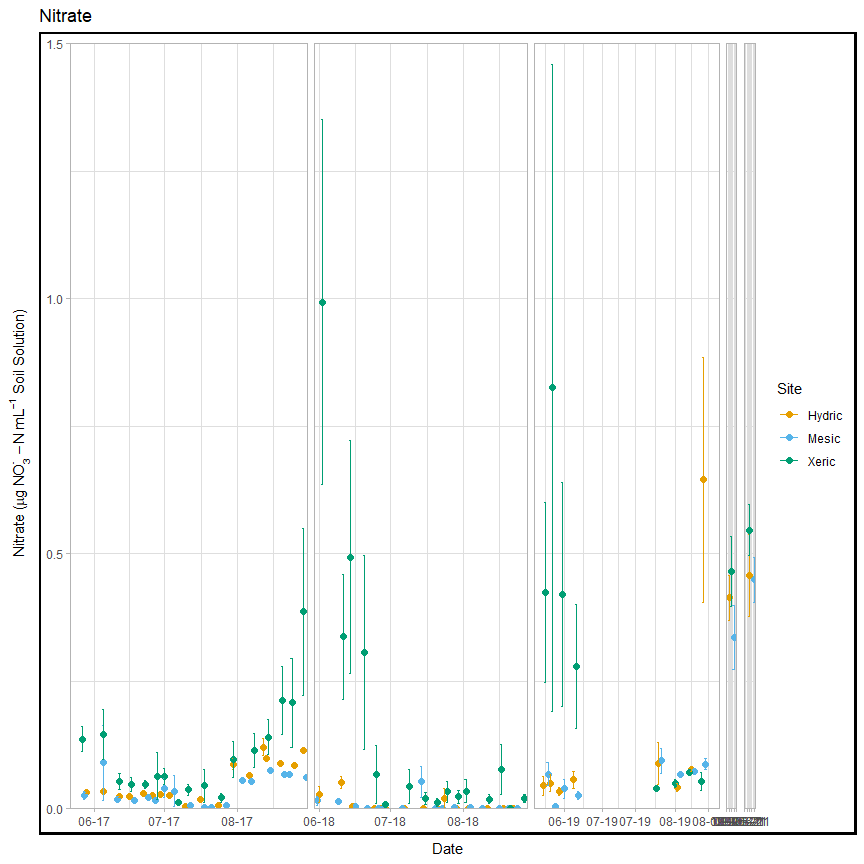 Nitrate
1.5
1.0
0.5
0.0
Nitrate (μg NO₃⁻ – N mL⁻¹ Soil Solution)
06-17
07-17
08-17
06-18
07-18
08-18
06-19
07-19
07-19
08-19
Date
Site
Hydric
Mesic
Xeric